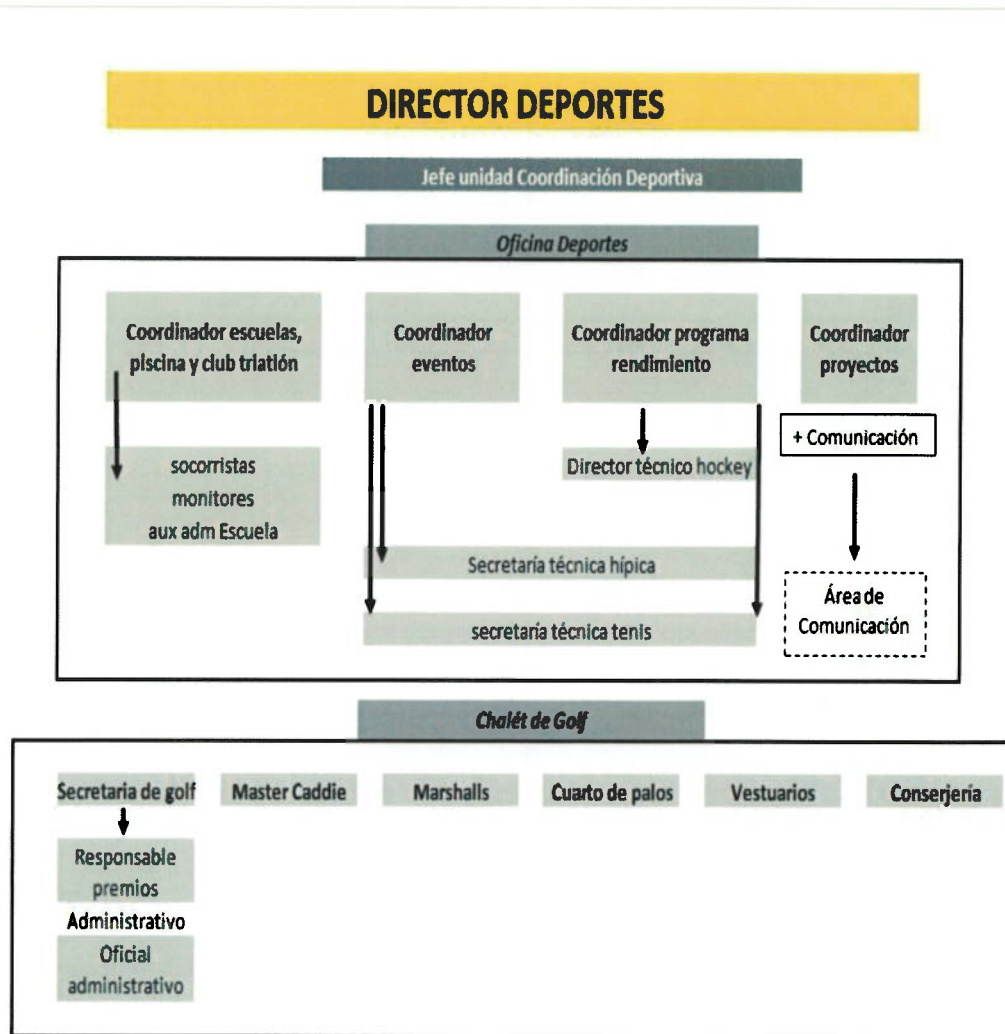 DIRECTOR DEPORTES
Jefe unidad Coordinación Deportiva
Oficina Deportes
Coordinador escuelas,
piscina y club triatlón
Coordinador
eventos
Coordinador programa
rendimiento
Coordinador
proyectos
+ Comunicación
socorristas
monitores
aux adm Escuela
Director técnico hockey
Secretaría técnica hípica
secretaría técnica tenis
Área de
Comunicación
Chalét de Golf
Secretaria de golf
Master Caddie
Marshalls
Cuarto de palos
Vestuarios
Conserjería
Responsable
premios
Administrativo
Oficial
administrativo